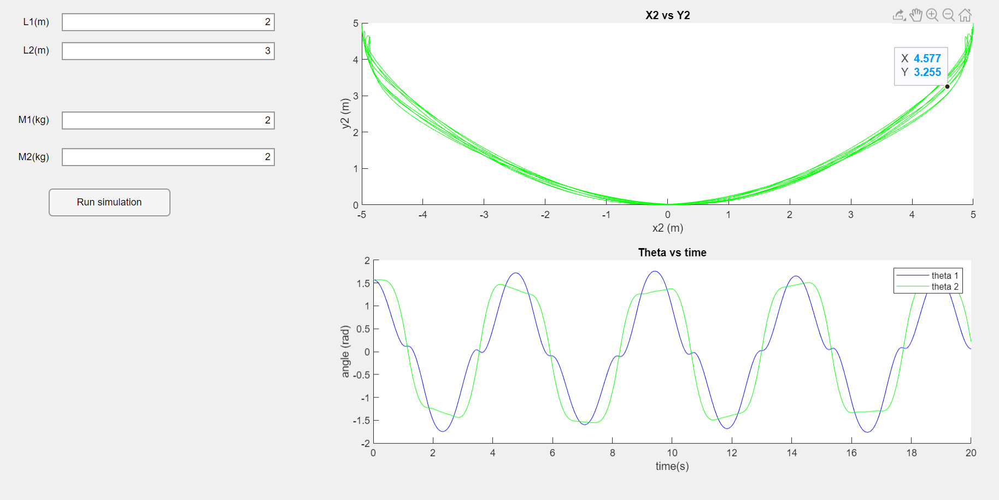 L1(m)
2
L2(m)
3
M1(kg)
2
M2(kg)
2
Run simulation
X2 vs Y2
5
4
3
2
1
0
y2 (m)
X 4.577
Y 3.255
-5 -4 -3 -2 -1 0 1 2 3 4 5
x2 (m)
Theta vs time
2
1.5
1
0.5
0
-0.5
-1
-1.5
-2
angle (rad)
theta 1
theta 2
0 2 4 6 8 10 12 14 16 18 20
time(s)